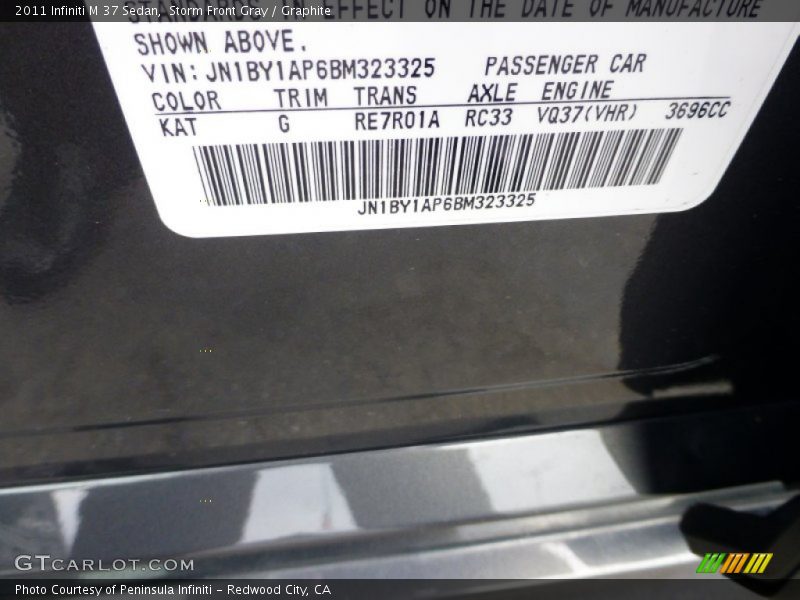 2011 Infiniti M 37 Sedan, Storm Front Gray / Graphite
STANDARDS IN EFFECT ON THE DATE OF MANUFACTURE
SHOWN ABOVE.
VIN: JN1BY1AP6BM323325 PASSENGER CAR
COLOR TRIM TRANS AXLE ENGINE
KAT G RE7R01A RC33 VQ37(VHR) 3696CC
JN1BY1AP6BM323325
GTCARLOT.COM
Photo Courtesy of Peninsula Infiniti - Redwood City, CA